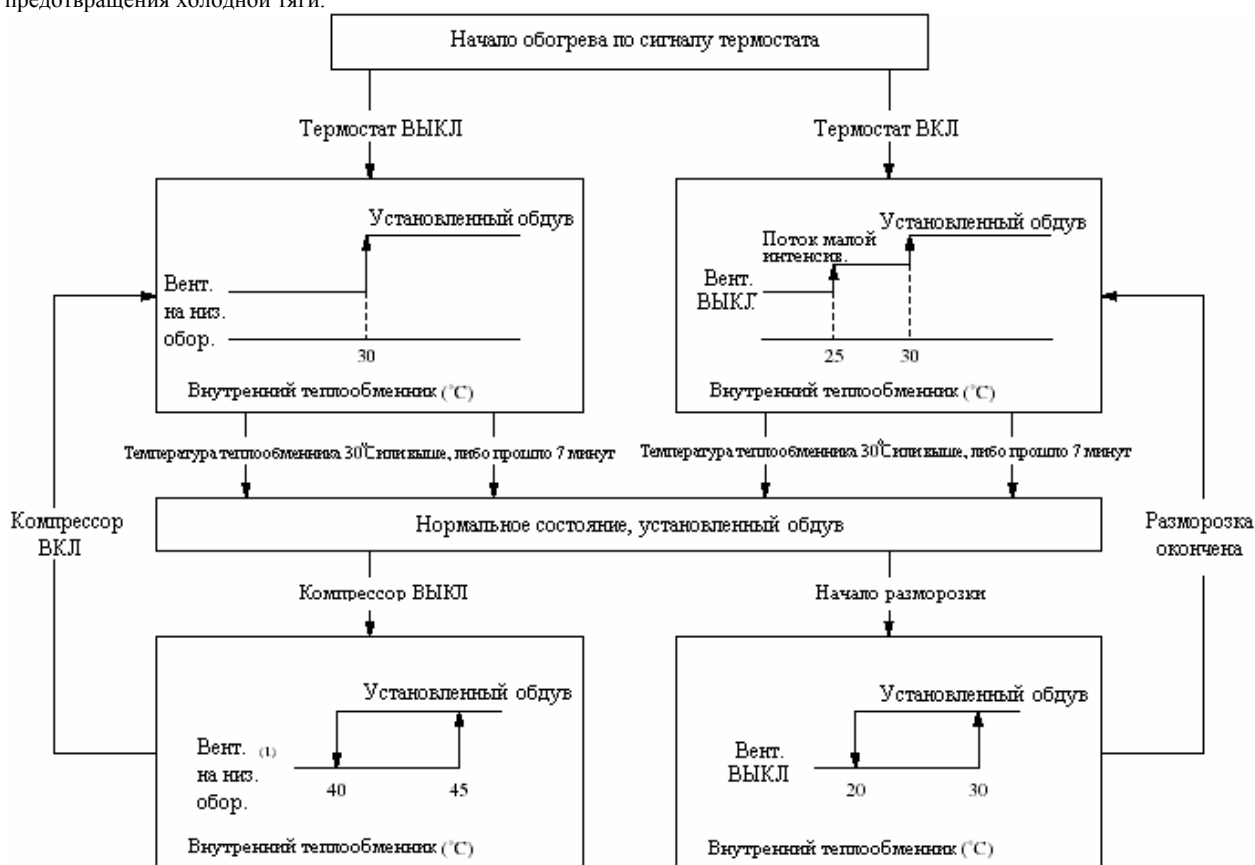 предотвращения холодной тяги.
Начало обогрева по сигналу термостата
Термостат ВЫКЛ
Термостат ВКЛ
Установленный обдув
Вент.
на низ.
обор.
30
Внутренний теплообменник (°C)
Установленный обдув
Поток малой
интенсив.
Вент.
ВЫКЛ
25 30
Внутренний теплообменник (°C)
Температура теплообменника 30°C или выше, либо прошло 7 минут
Температура теплообменника 30°C или выше, либо прошло 7 минут
Компрессор
ВКЛ
Нормальное состояние, установленный обдув
Разморозка
окончена
Компрессор ВЫКЛ
Начало разморозки
Установленный обдув
Вент. (1)
на низ.
обор.
40 45
Внутренний теплообменник (°C)
Установленный обдув
Вент.
ВЫКЛ
20 30
Внутренний теплообменник (°C)